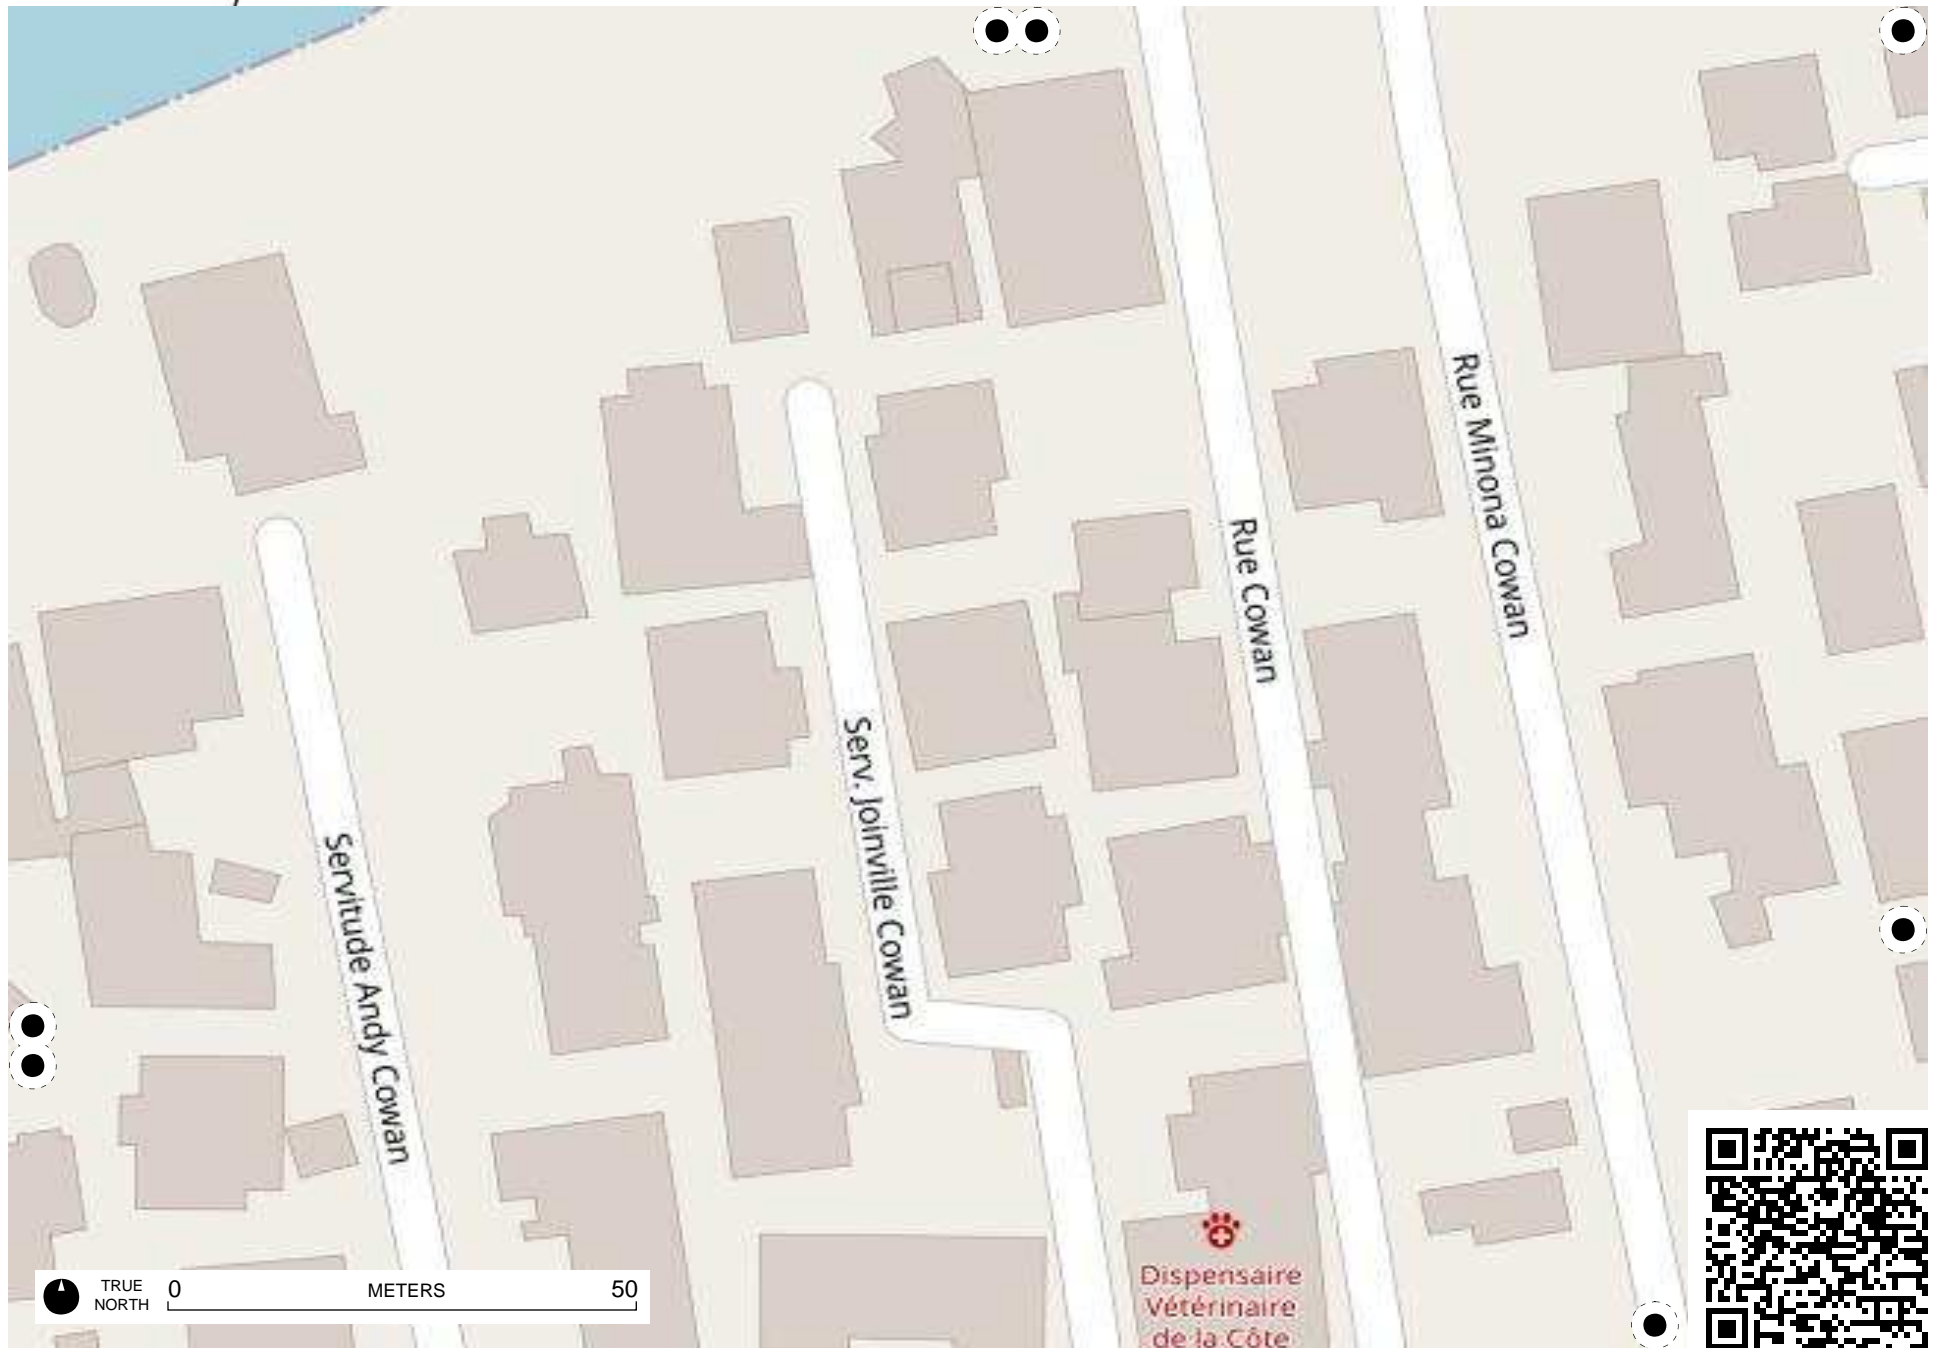 Rue Minona Cowan
Rue Cowan
Serv. Joinville Cowan
Servitude Andy Cowan
Dispensaire
Vétérinaire
de la Côte
TRUE
NORTH
0 METERS 50